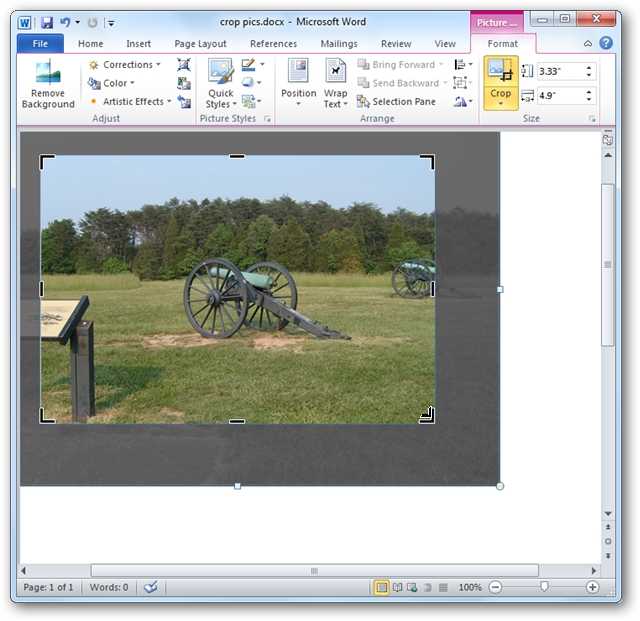 crop pics.docx - Microsoft Word
Picture ...
File Home Insert Page Layout References Mailings Review View Format
Remove Background
Corrections
Color
Artistic Effects
Adjust
Quick Styles
Picture Styles
Position
Wrap Text
Bring Forward
Send Backward
Selection Pane
Arrange
Crop
3.33"
4.9"
Size
Page: 1 of 1 Words: 0 100%